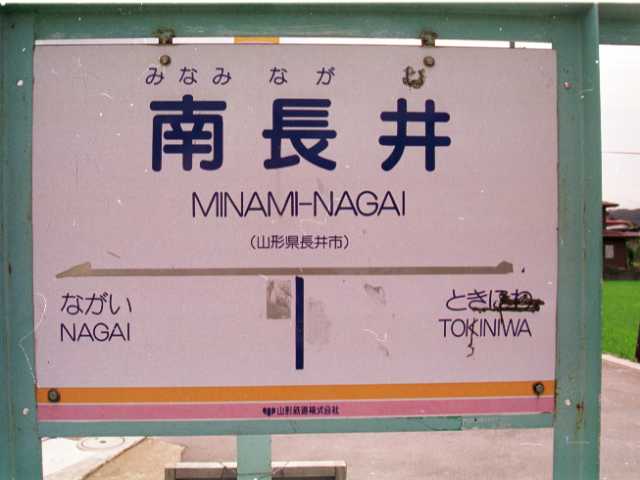 みなみ なが
南長井
MINAMI-NAGAI
(山形県長井市)
ながい
NAGAI
ときにわ
TOKINIWA
山形鉄道株式会社